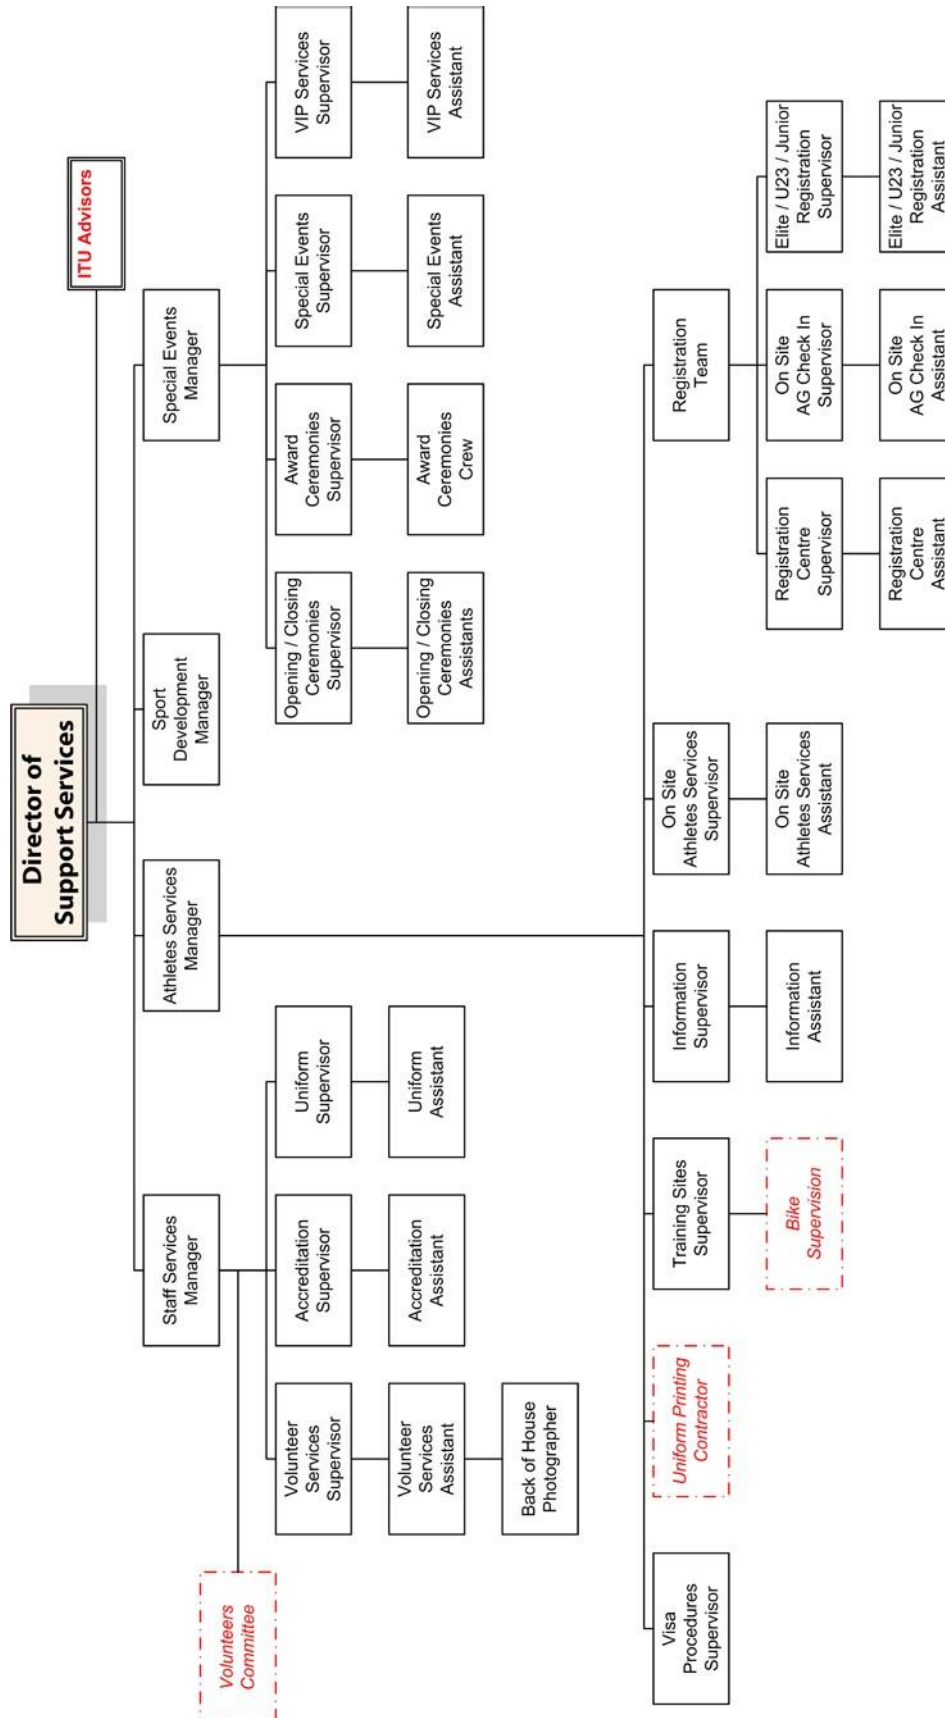 Director of
Support Services
ITU Advisors
Staff Services
Manager
Athletes Services
Manager
Sport
Development
Manager
Special Events
Manager
Volunteers
Committee
Volunteer
Services
Supervisor
Accreditation
Supervisor
Uniform
Supervisor
Opening / Closing
Ceremonies
Supervisor
Award
Ceremonies
Supervisor
Special Events
Supervisor
VIP Services
Supervisor
Volunteer
Services
Assistant
Accreditation
Assistant
Uniform
Assistant
Opening / Closing
Ceremonies
Assistants
Award
Ceremonies
Crew
Special Events
Assistant
VIP Services
Assistant
Back of House
Photographer
Visa
Procedures
Supervisor
Uniform Printing
Contractor
Training Sites
Supervisor
Information
Supervisor
On Site
Athletes Services
Supervisor
Registration
Team
Bike
Supervision
Information
Assistant
On Site
Athletes Services
Assistant
Registration
Centre
Supervisor
On Site
AG Check In
Supervisor
Elite / U23 / Junior
Registration
Supervisor
Registration
Centre
Assistant
On Site
AG Check In
Assistant
Elite / U23 / Junior
Registration
Assistant